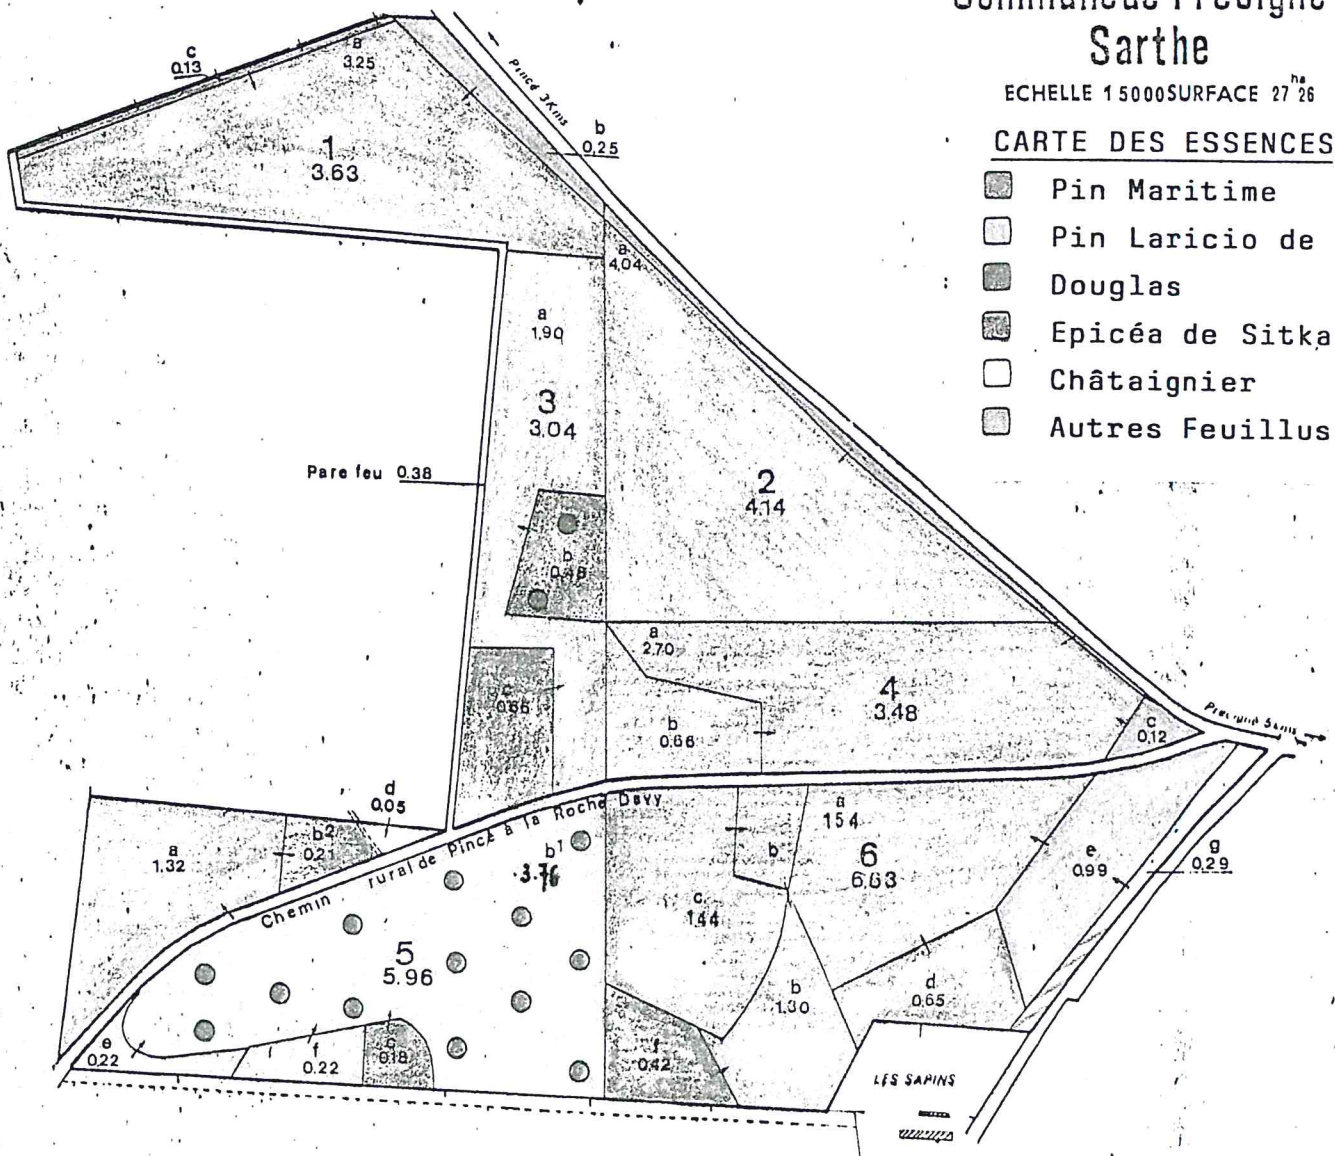 Sarthe
ECHELLE 1 5000 SURFACE 27 ha 26
CARTE DES ESSENCES
Pin Maritime
Pin Laricio de
Douglas
Epicéa de Sitka
Châtaignier
Autres Feuillus
c
0.13
a
3.25
Pincé 3Kms
b
0,25
1
3.63
a
4,04
a
1.90
3
3.04
Pare feu 0.38
2
4.14
b
0,48
a
2.70
4
3.48
c
0.66
b
0.66
c
0,12
d
0.05
b2
0.21
a
1.32
Chemin rural de Pincé à la Roche Davy
b1
3.76
a
1.54
6
6.63
b
e
0.99
g
0.29
c
1.44
5
5.96
b
1.30
d
0.65
e
0.22
f
0.22
c
0.18
f
0.42
LES SAPINS